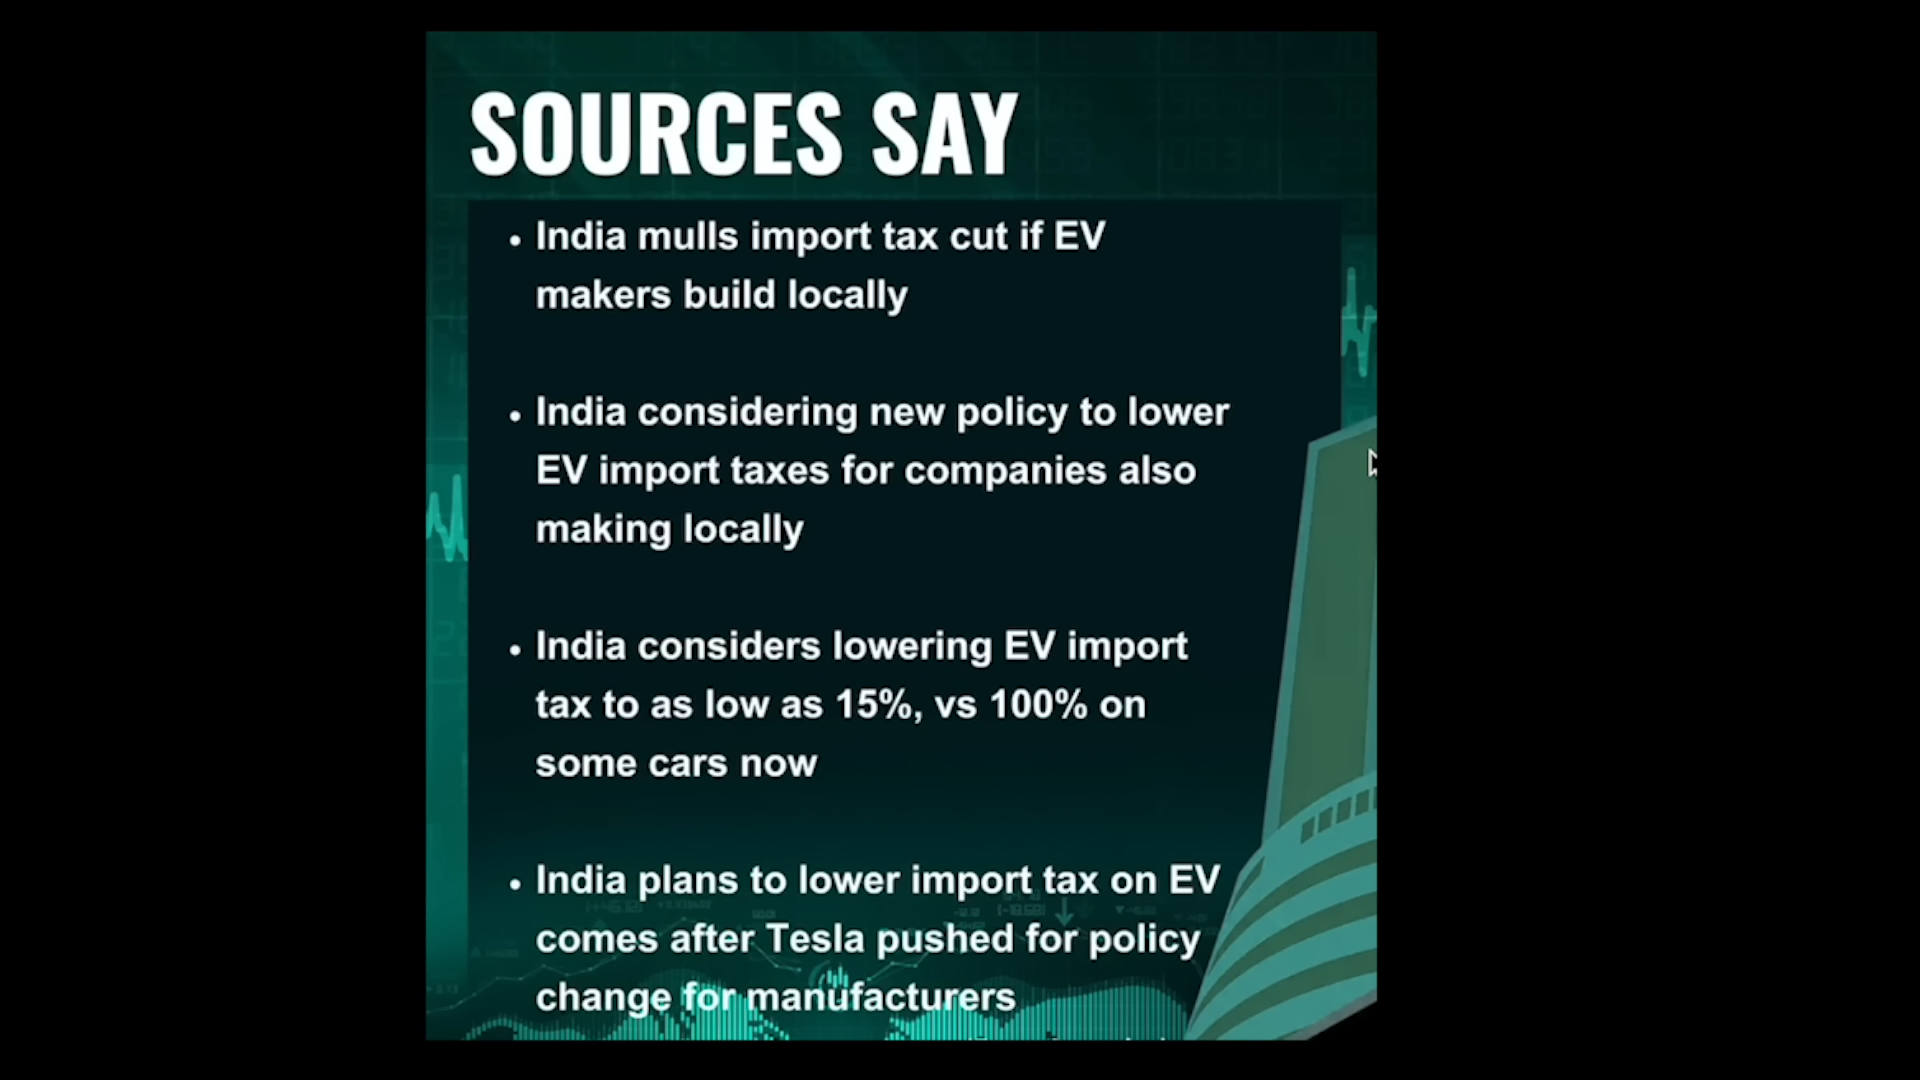 SOURCES SAY
• India mulls import tax cut if EV
makers build locally
• India considering new policy to lower
EV import taxes for companies also
making locally
• India considers lowering EV import
tax to as low as 15%, vs 100% on
some cars now
• India plans to lower import tax on EV
comes after Tesla pushed for policy
change for manufacturers